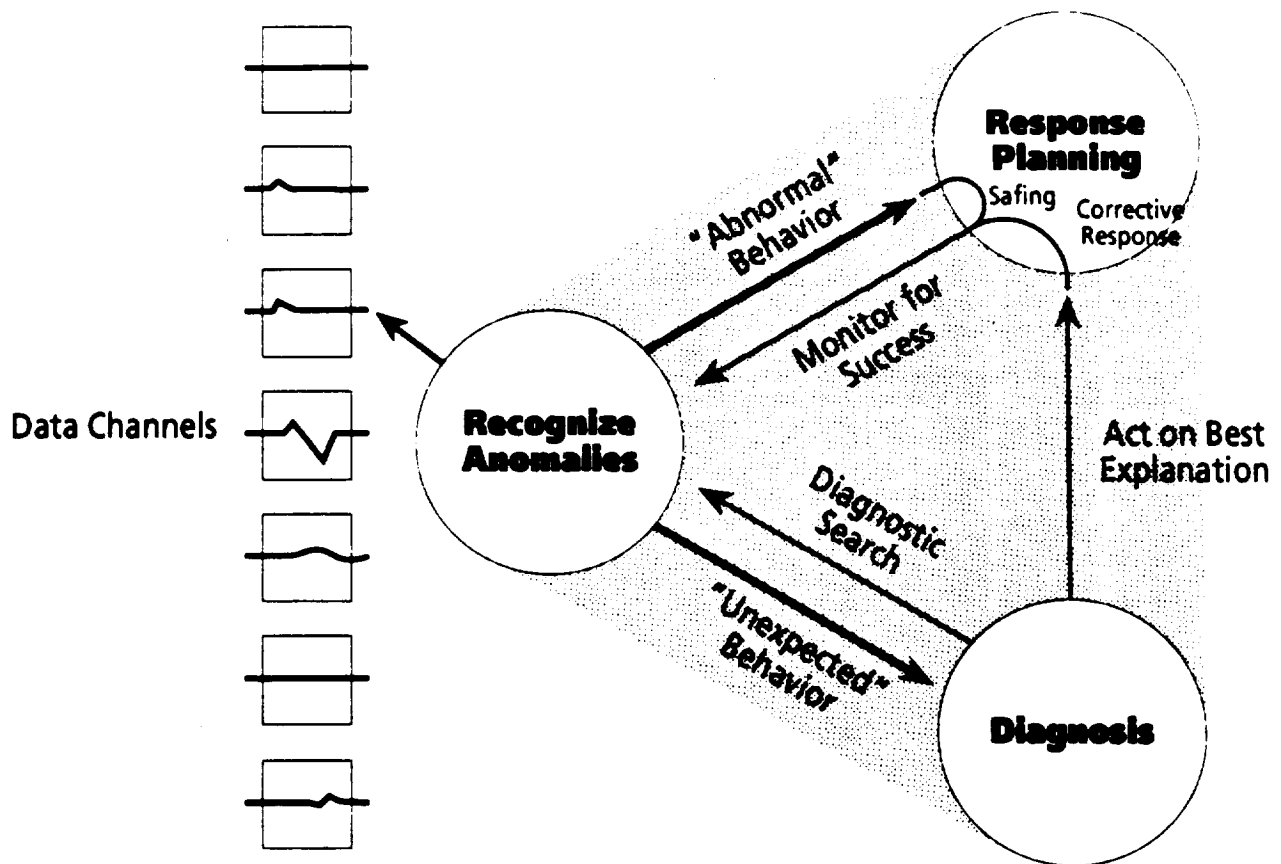 Data Channels
Recognize
Anomalies
"Abnormal"
Behavior
Monitor for
Success
Response
Planning
Safing
Corrective
Response
Diagnostic
Search
"Unexpected"
Behavior
Act on Best
Explanation
Diagnosis